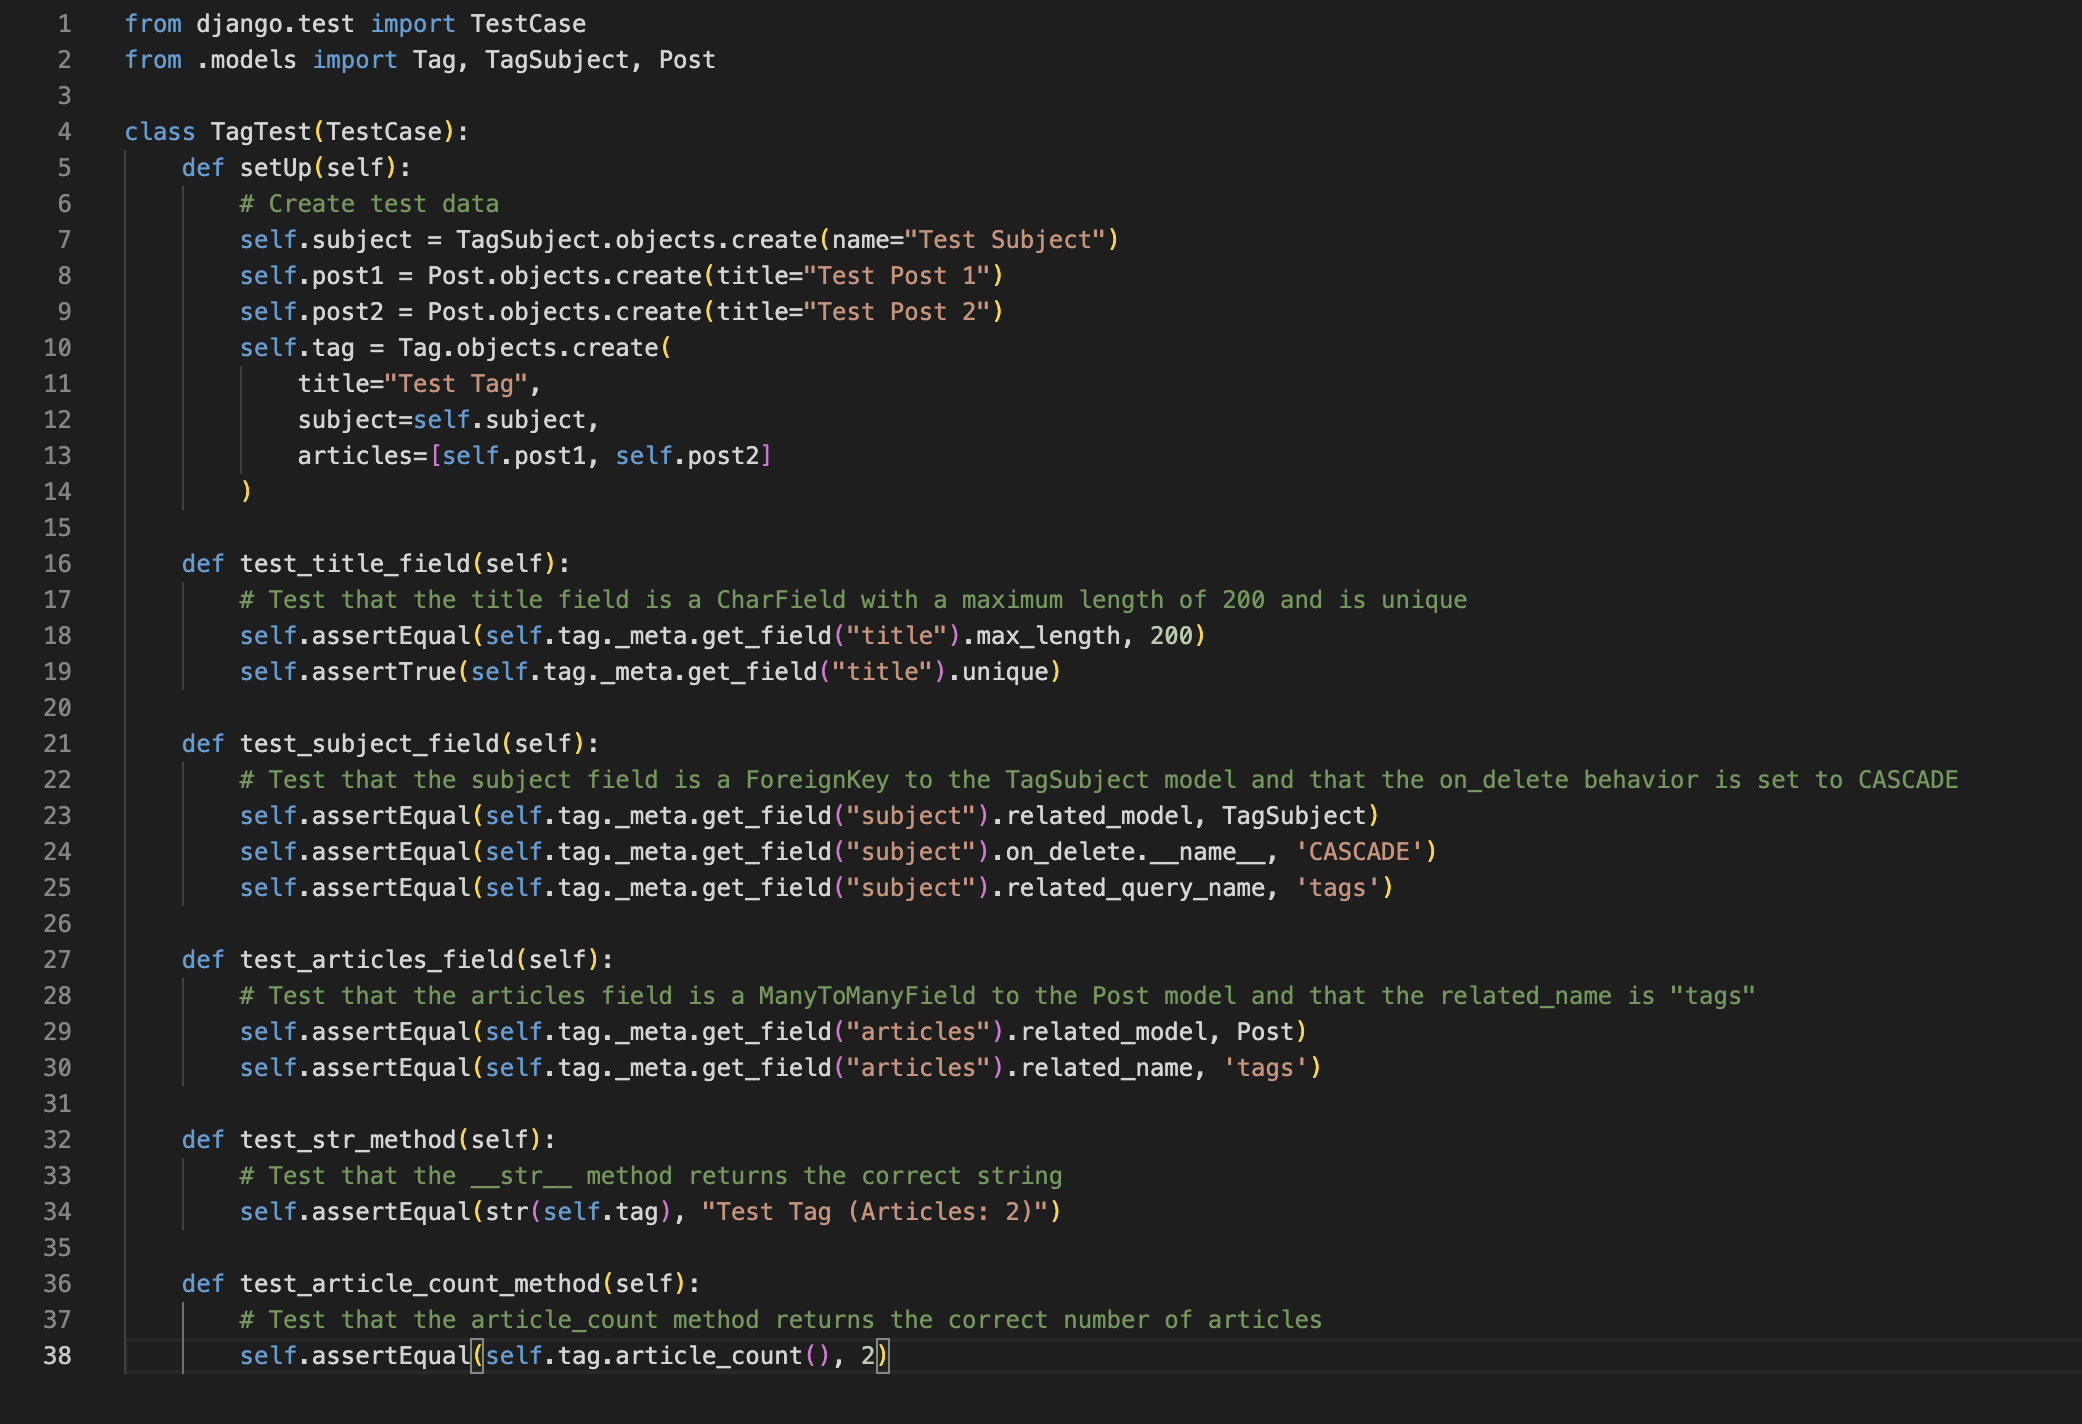 1 from django.test import TestCase
2 from .models import Tag, TagSubject, Post
3
4 class TagTest(TestCase):
5     def setUp(self):
6         # Create test data
7         self.subject = TagSubject.objects.create(name="Test Subject")
8         self.post1 = Post.objects.create(title="Test Post 1")
9         self.post2 = Post.objects.create(title="Test Post 2")
10         self.tag = Tag.objects.create(
11             title="Test Tag",
12             subject=self.subject,
13             articles=[self.post1, self.post2]
14         )
15
16     def test_title_field(self):
17         # Test that the title field is a CharField with a maximum length of 200 and is unique
18         self.assertEqual(self.tag._meta.get_field("title").max_length, 200)
19         self.assertTrue(self.tag._meta.get_field("title").unique)
20
21     def test_subject_field(self):
22         # Test that the subject field is a ForeignKey to the TagSubject model and that the on_delete behavior is set to CASCADE
23         self.assertEqual(self.tag._meta.get_field("subject").related_model, TagSubject)
24         self.assertEqual(self.tag._meta.get_field("subject").on_delete.__name__, 'CASCADE')
25         self.assertEqual(self.tag._meta.get_field("subject").related_query_name, 'tags')
26
27     def test_articles_field(self):
28         # Test that the articles field is a ManyToManyField to the Post model and that the related_name is "tags"
29         self.assertEqual(self.tag._meta.get_field("articles").related_model, Post)
30         self.assertEqual(self.tag._meta.get_field("articles").related_name, 'tags')
31
32     def test_str_method(self):
33         # Test that the __str__ method returns the correct string
34         self.assertEqual(str(self.tag), "Test Tag (Articles: 2)")
35
36     def test_article_count_method(self):
37         # Test that the article_count method returns the correct number of articles
38         self.assertEqual(self.tag.article_count(), 2)